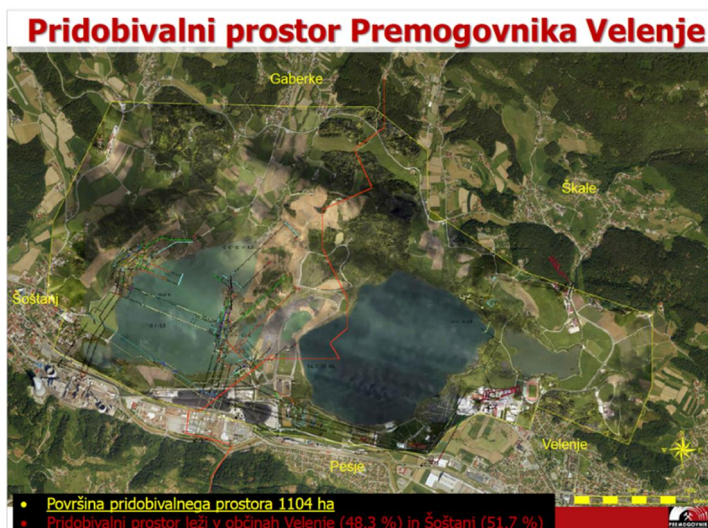 Pridobivalni prostor Premogovnika Velenje
Gaberke
Škale
Šoštanj
Velenje
Pesje
• Površina pridobivalnega prostora 1104 ha
• Pridobivalni prostor leži v občinah Velenje (48.3 %) in Šoštanj (51.7 %)
PREMOGOVNIK